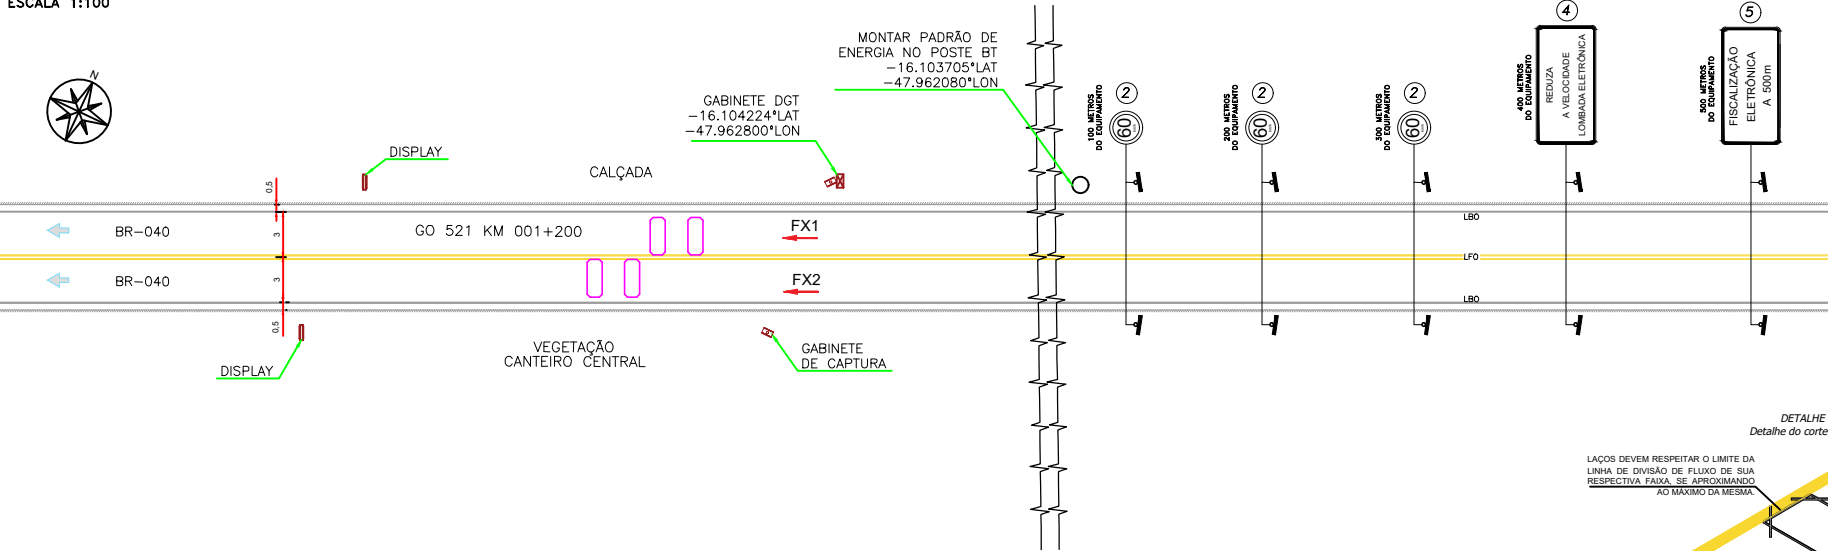 ESCALA 1:100
N
DISPLAY
CALÇADA
GABINETE DGT
-16.104224°LAT
-47.962800°LON
MONTAR PADRÃO DE
ENERGIA NO POSTE BT
-16.103705°LAT
-47.962080°LON
100 METROS
DO EQUIPAMENTO
2
60
200 METROS
DO EQUIPAMENTO
2
60
300 METROS
DO EQUIPAMENTO
2
60
400 METROS
DO EQUIPAMENTO
4
REDUZA
A VELOCIDADE
LOMBADA ELETRÔNICA
500 METROS
DO EQUIPAMENTO
5
FISCALIZAÇÃO
ELETRÔNICA
A 500m
0,5
3
3
0,5
BR-040
GO 521 KM 001+200
FX1
LBO
LFO
BR-040
FX2
LBO
DISPLAY
VEGETAÇÃO
CANTEIRO CENTRAL
GABINETE
DE CAPTURA
DETALHE
Detalhe do corte
LAÇOS DEVEM RESPEITAR O LIMITE DA
LINHA DE DIVISÃO DE FLUXO DE SUA
RESPECTIVA FAIXA, SE APROXIMANDO
AO MÁXIMO DA MESMA.